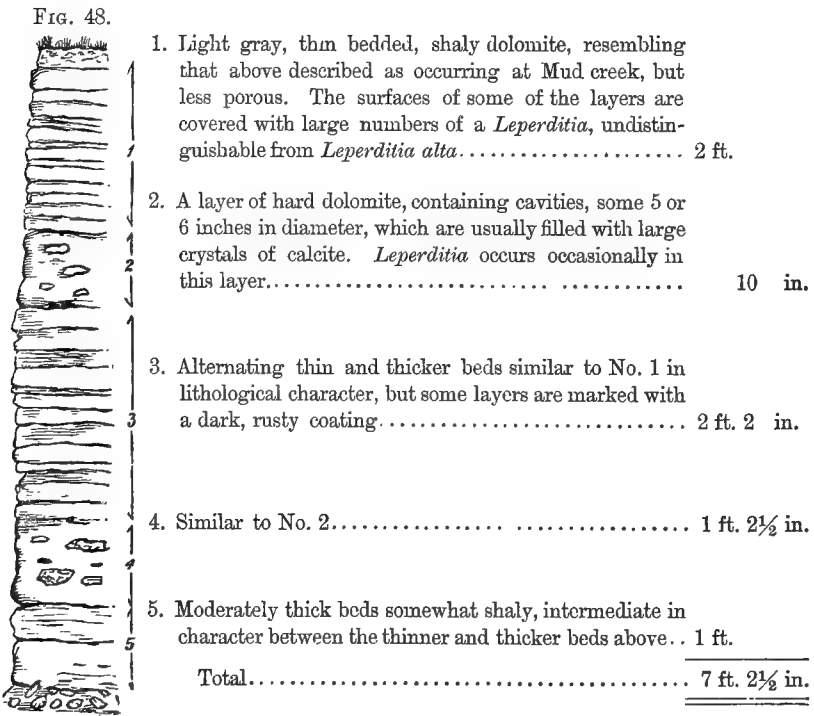 FIG. 48.
1. Light gray, thin bedded, shaly dolomite, resembling
that above described as occurring at Mud creek, but
less porous. The surfaces of some of the layers are
covered with large numbers of a Leperditia, undistin-
guishable from Leperditia alta...................... 2 ft.
2. A layer of hard dolomite, containing cavities, some 5 or
6 inches in diameter, which are usually filled with large
crystals of calcite. Leperditia occurs occasionally in
this layer.......................... ............ 10 in.
3. Alternating thin and thicker beds similar to No. 1 in
lithological character, but some layers are marked with
a dark, rusty coating.............................. 2 ft. 2 in.
4. Similar to No. 2................ ................. 1 ft. 2½ in.
5. Moderately thick beds somewhat shaly, intermediate in
character between the thinner and thicker beds above.. 1 ft.
Total.......................................... 7 ft. 2½ in.
1
2
3
4
5